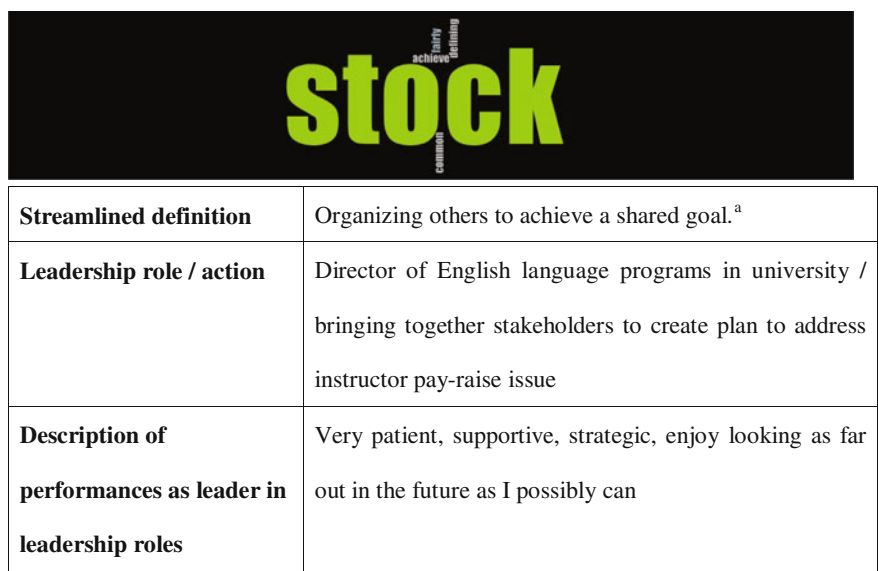 fairly
defining
achieve
stock
common
Streamlined definition
Organizing others to achieve a shared goal.ᵃ
Leadership role / action
Director of English language programs in university /
bringing together stakeholders to create plan to address
instructor pay-raise issue
Description of
performances as leader in
leadership roles
Very patient, supportive, strategic, enjoy looking as far
out in the future as I possibly can